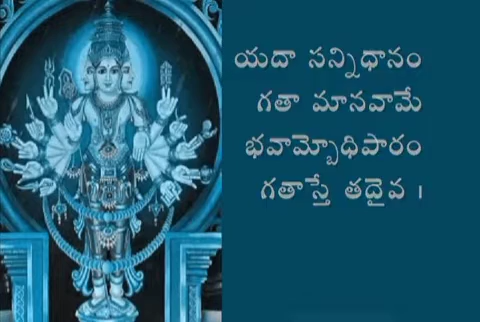 యదా సన్నిధానం
గతా మానవామే
భవామ్బోధిపారం
గతాస్తే తదైవ ।